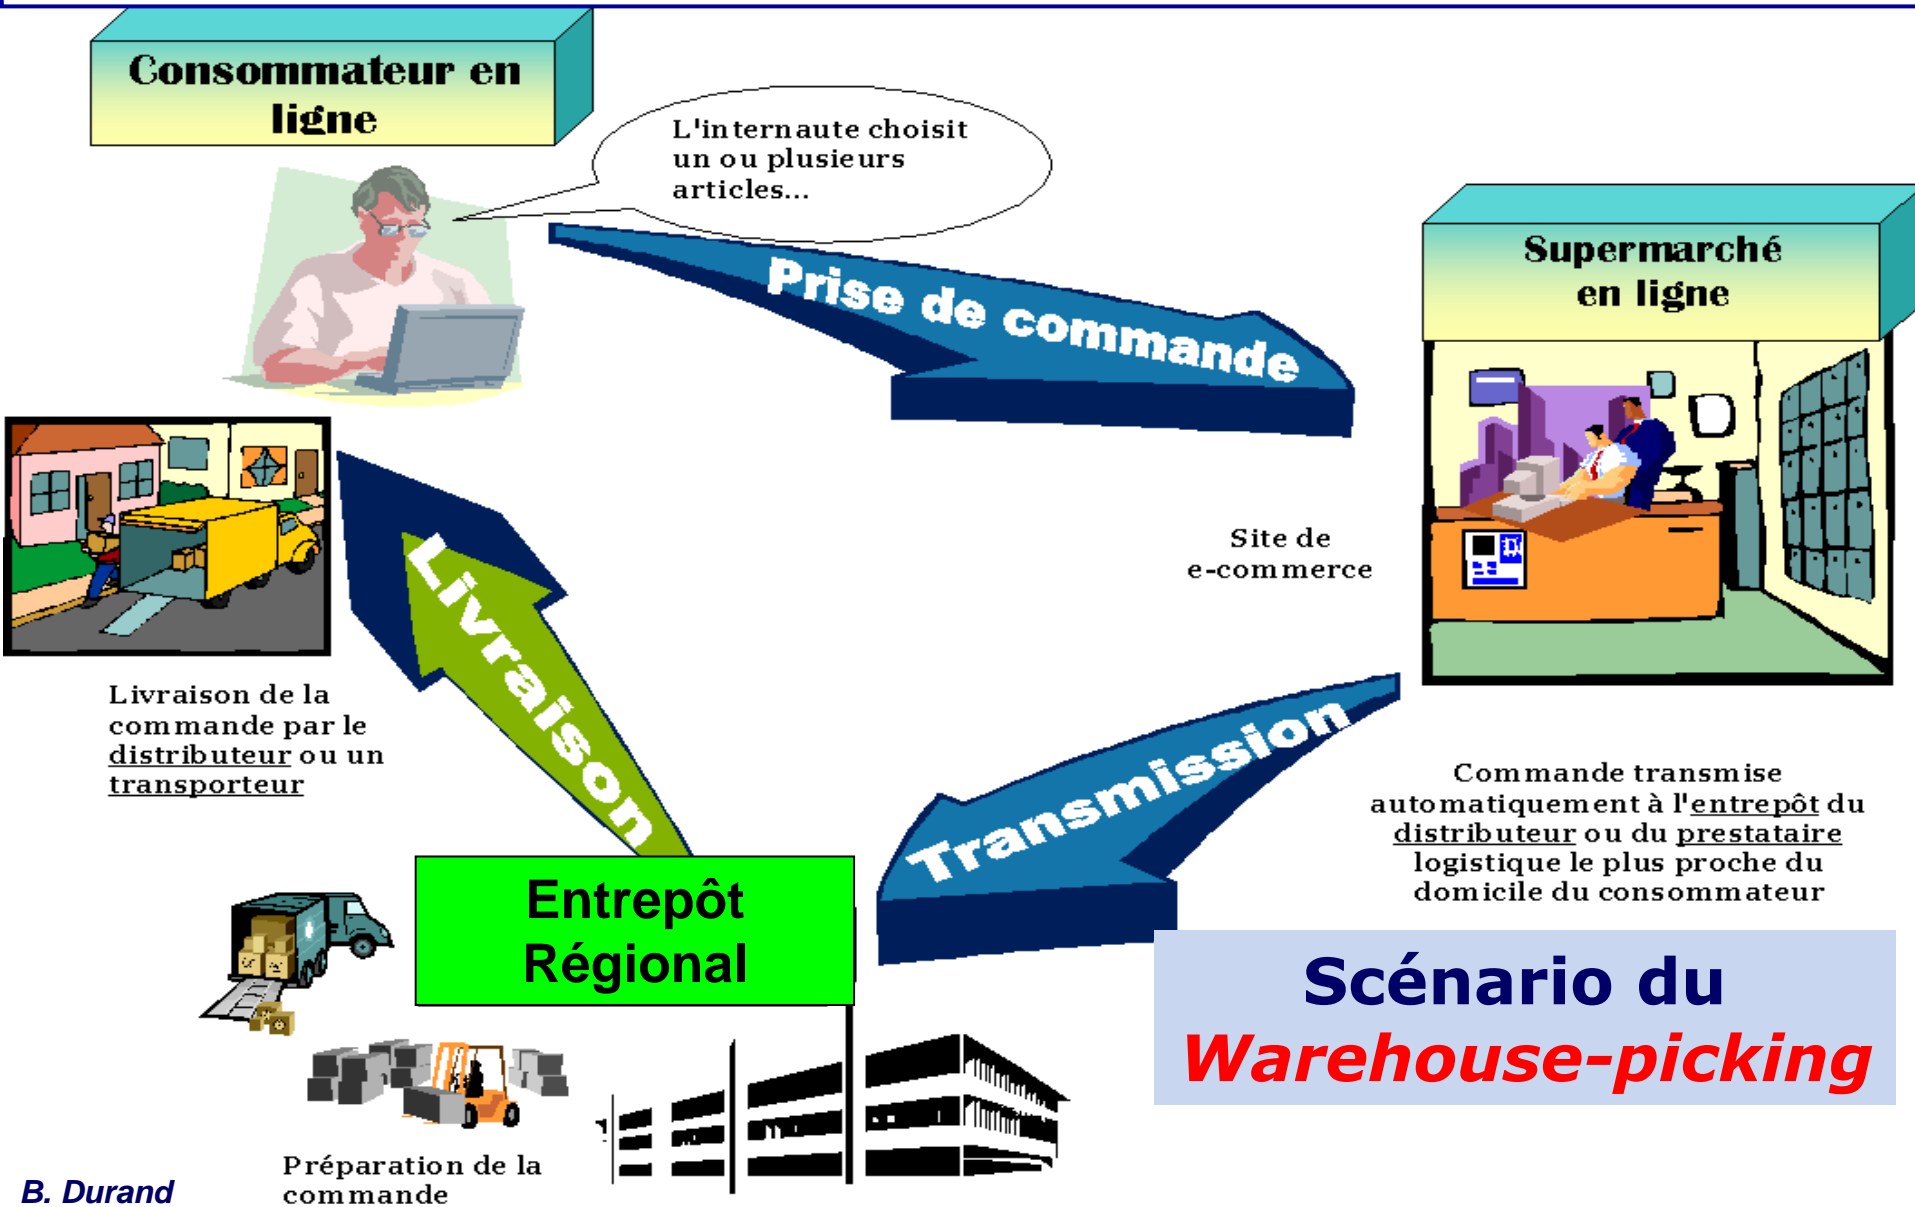 Consommateur en
ligne
L'internaute choisit
un ou plusieurs
articles...
Prise de commande
Supermarché
en ligne
Site de
e-commerce
Livraison
Livraison de la
commande par le
distributeur ou un
transporteur
Transmission
Commande transmise
automatiquement à l'entrepôt du
distributeur ou du prestataire
logistique le plus proche du
domicile du consommateur
Entrepôt
Régional
Scénario du
Warehouse-picking
Préparation de la
commande
B. Durand